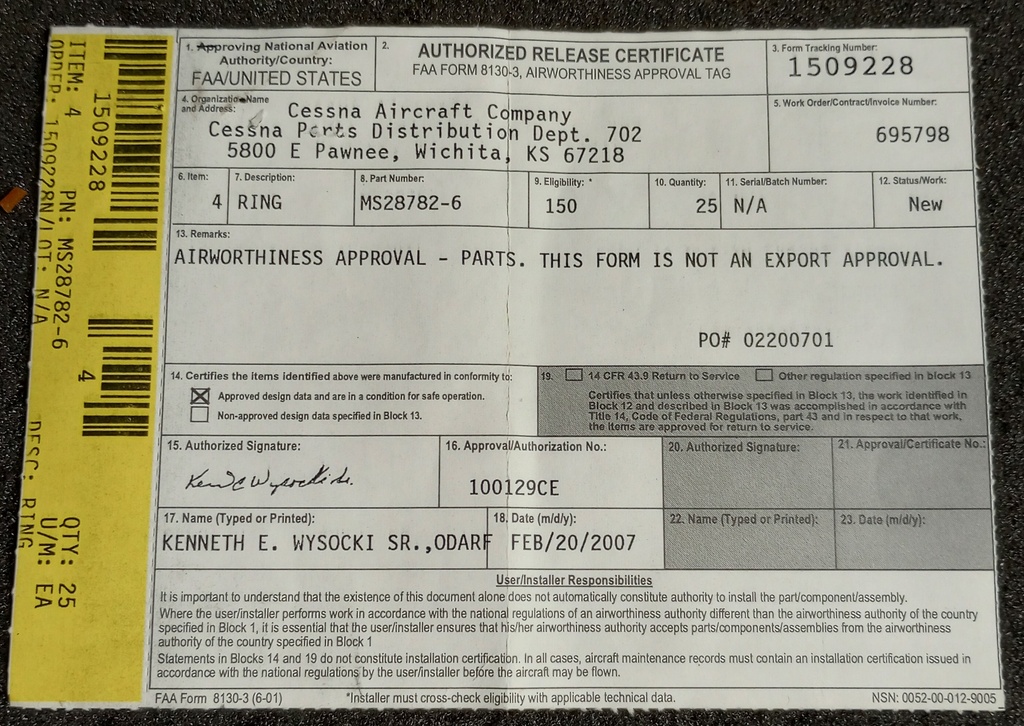 ITEM: 4 PN: MS28782-6 QTY: 25
ORDER: 1509228N/LOT: N/A DESC: RING U/M: EA
1509228
4
1. Approving National Aviation
Authority/Country:
FAA/UNITED STATES
2.
AUTHORIZED RELEASE CERTIFICATE
FAA FORM 8130-3, AIRWORTHINESS APPROVAL TAG
3. Form Tracking Number:
1509228
4. Organization Name
and Address:
Cessna Aircraft Company
Cessna Parts Distribution Dept. 702
5800 E Pawnee, Wichita, KS 67218
5. Work Order/Contract/Invoice Number:
695798
6. Item:
4
7. Description:
RING
8. Part Number:
MS28782-6
9. Eligibility: *
150
10. Quantity:
25
11. Serial/Batch Number:
N/A
12. Status/Work:
New
13. Remarks:
AIRWORTHINESS APPROVAL - PARTS. THIS FORM IS NOT AN EXPORT APPROVAL.
PO# 02200701
14. Certifies the items identified above were manufactured in conformity to:
Approved design data and are in a condition for safe operation.
Non-approved design data specified in Block 13.
19. 14 CFR 43.9 Return to Service Other regulation specified in block 13
Certifies that unless otherwise specified in Block 13, the work identified in
Block 12 and described in Block 13 was accomplished in accordance with
Title 14, Code of Federal Regulations, part 43 and in respect to that work,
the items are approved for return to service.
15. Authorized Signature:
16. Approval/Authorization No.:
100129CE
20. Authorized Signature:
21. Approval/Certificate No.:
17. Name (Typed or Printed):
KENNETH E. WYSOCKI SR.,ODARF
18. Date (m/d/y):
FEB/20/2007
22. Name (Typed or Printed):
23. Date (m/d/y):
User/Installer Responsibilities
It is important to understand that the existence of this document alone does not automatically constitute authority to install the part/component/assembly.
Where the user/installer performs work in accordance with the national regulations of an airworthiness authority different than the airworthiness authority of the country
specified in Block 1, it is essential that the user/installer ensures that his/her airworthiness authority accepts parts/components/assemblies from the airworthiness
authority of the country specified in Block 1
Statements in Blocks 14 and 19 do not constitute installation certification. In all cases, aircraft maintenance records must contain an installation certification issued in
accordance with the national regulations by the user/installer before the aircraft may be flown.
FAA Form 8130-3 (6-01)
*Installer must cross-check eligibility with applicable technical data.
NSN: 0052-00-012-9005